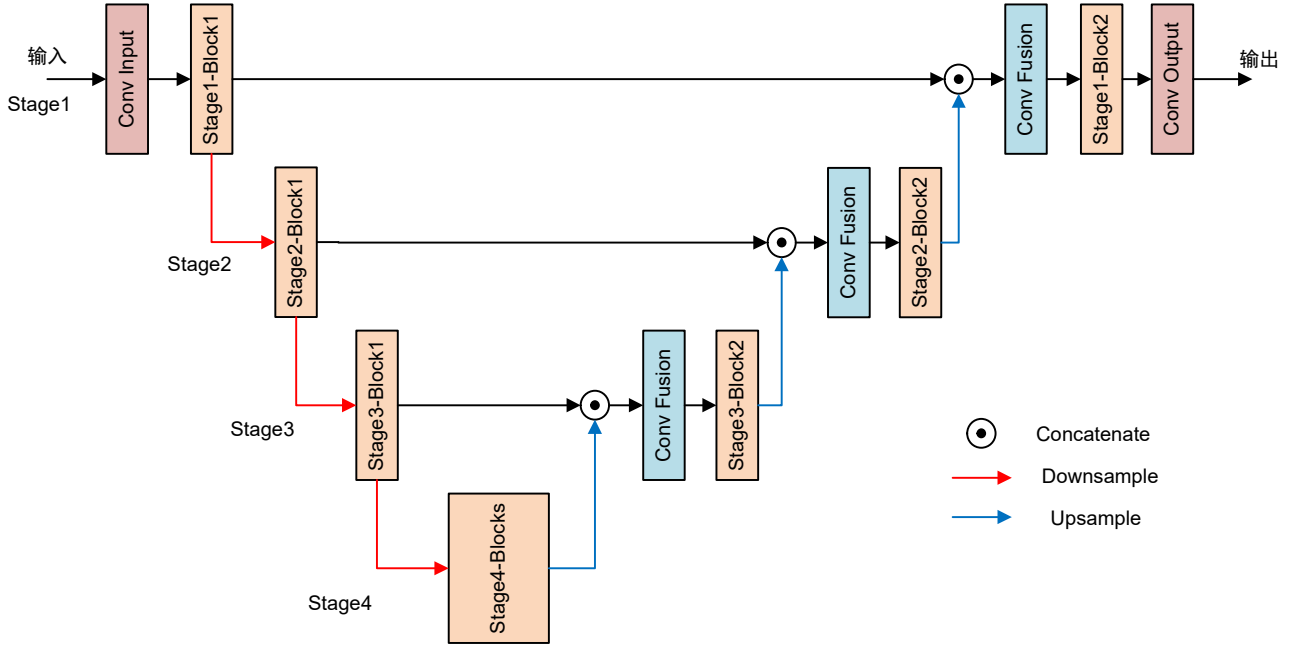 输入
Stage1
Conv Input
Stage1-Block1
Conv Fusion
Stage1-Block2
Conv Output
输出
Stage2
Stage2-Block1
Conv Fusion
Stage2-Block2
Stage3
Stage3-Block1
Conv Fusion
Stage3-Block2
Stage4
Stage4-Blocks
Concatenate
Downsample
Upsample